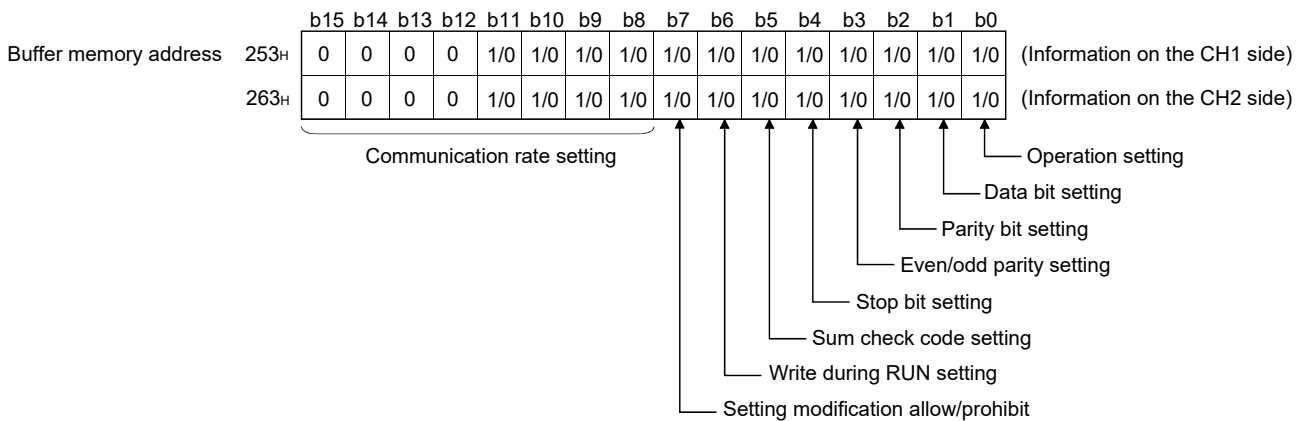 b15 b14 b13 b12 b11 b10 b9 b8 b7 b6 b5 b4 b3 b2 b1 b0
Buffer memory address 253H 0 0 0 0 1/0 1/0 1/0 1/0 1/0 1/0 1/0 1/0 1/0 1/0 1/0 1/0 (Information on the CH1 side)
263H 0 0 0 0 1/0 1/0 1/0 1/0 1/0 1/0 1/0 1/0 1/0 1/0 1/0 1/0 (Information on the CH2 side)
Communication rate setting
Operation setting
Data bit setting
Parity bit setting
Even/odd parity setting
Stop bit setting
Sum check code setting
Write during RUN setting
Setting modification allow/prohibit